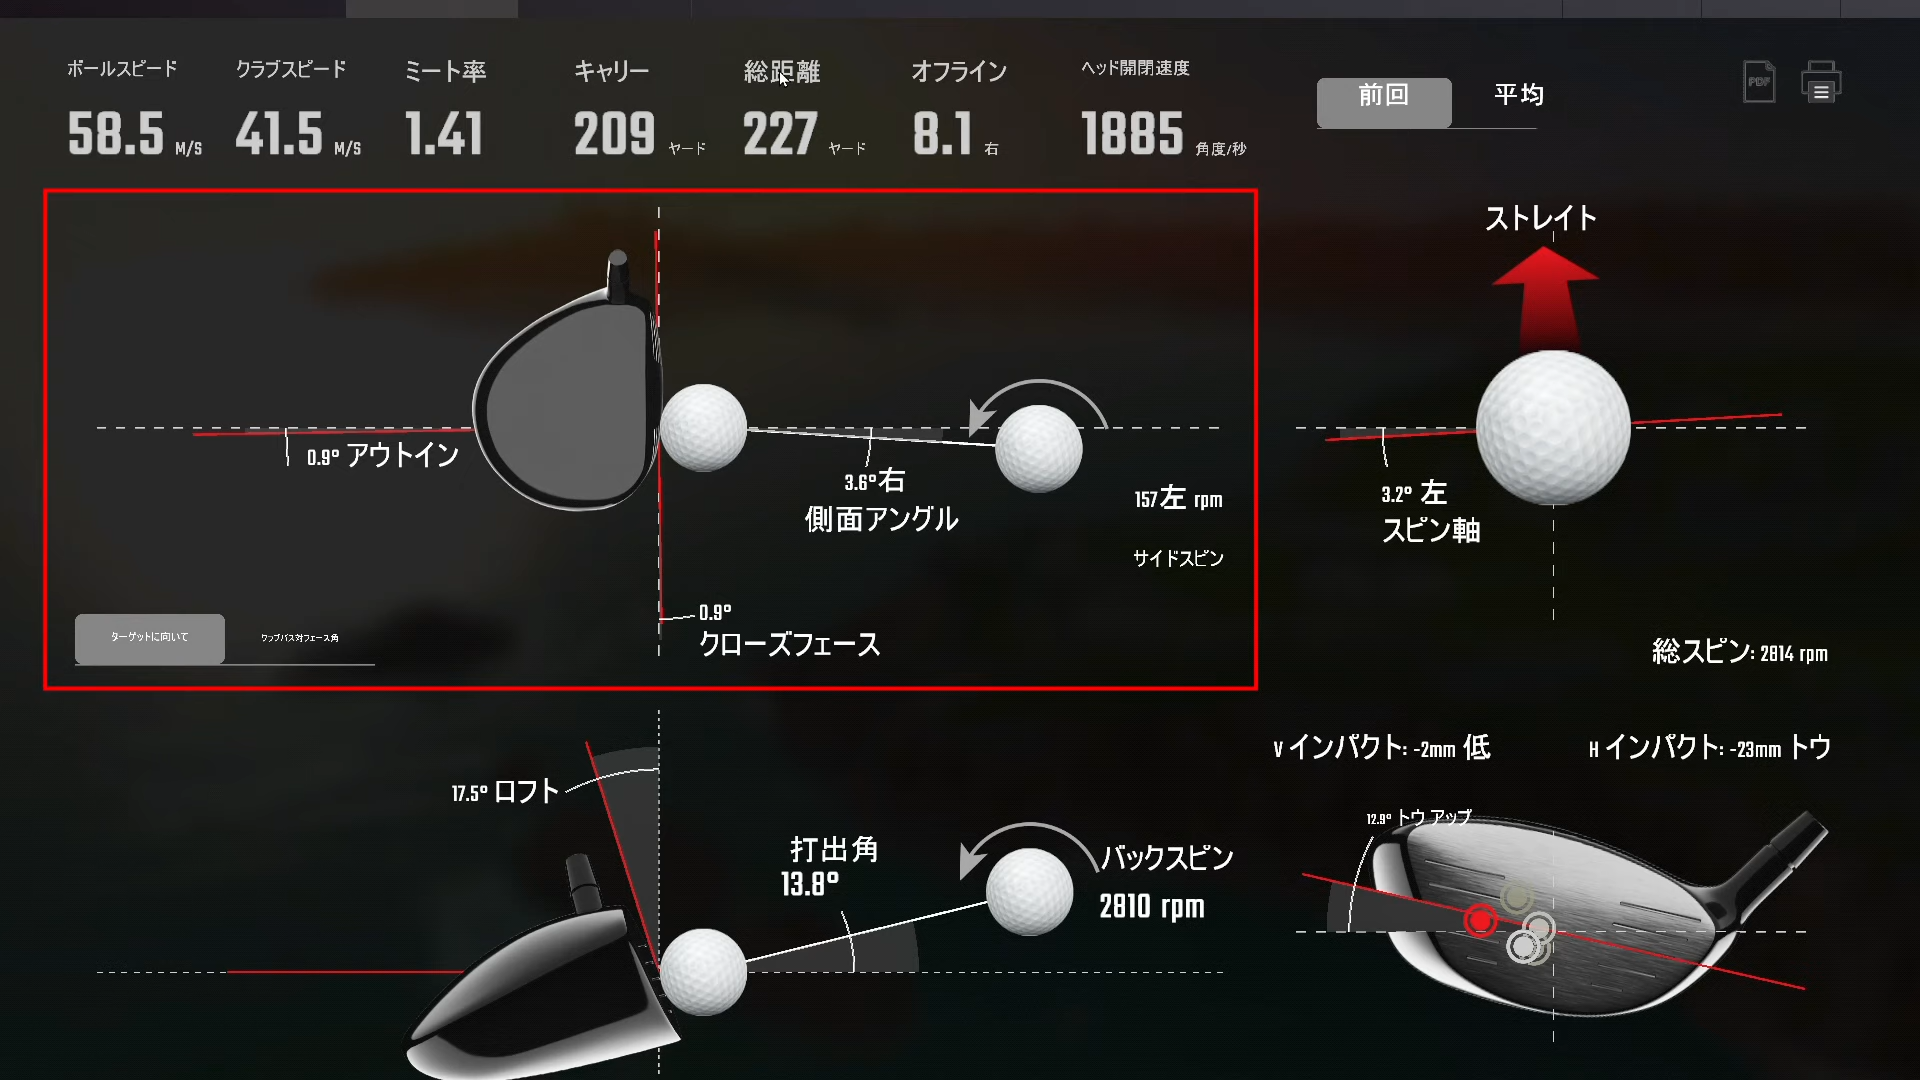 ボールスピード クラブスピード ミート率 キャリー 総距離 オフライン ヘッド開閉速度
58.5 M/S 41.5 M/S 1.41 209 ヤード 227 ヤード 8.1 右 1885 角度/秒
前回 平均
PDF
ストレイト
0.9° アウトイン
3.6° 右
側面アングル
157左 rpm
サイドスピン
3.2° 左
スピン軸
0.9°
クローズフェース
ターゲットに向いて
総スピン: 2814 rpm
V インパクト: -2mm 低 H インパクト: -23mm トウ
17.5° ロフト
12.9° トウ アップ
打出角
13.8°
バックスピン
2810 rpm